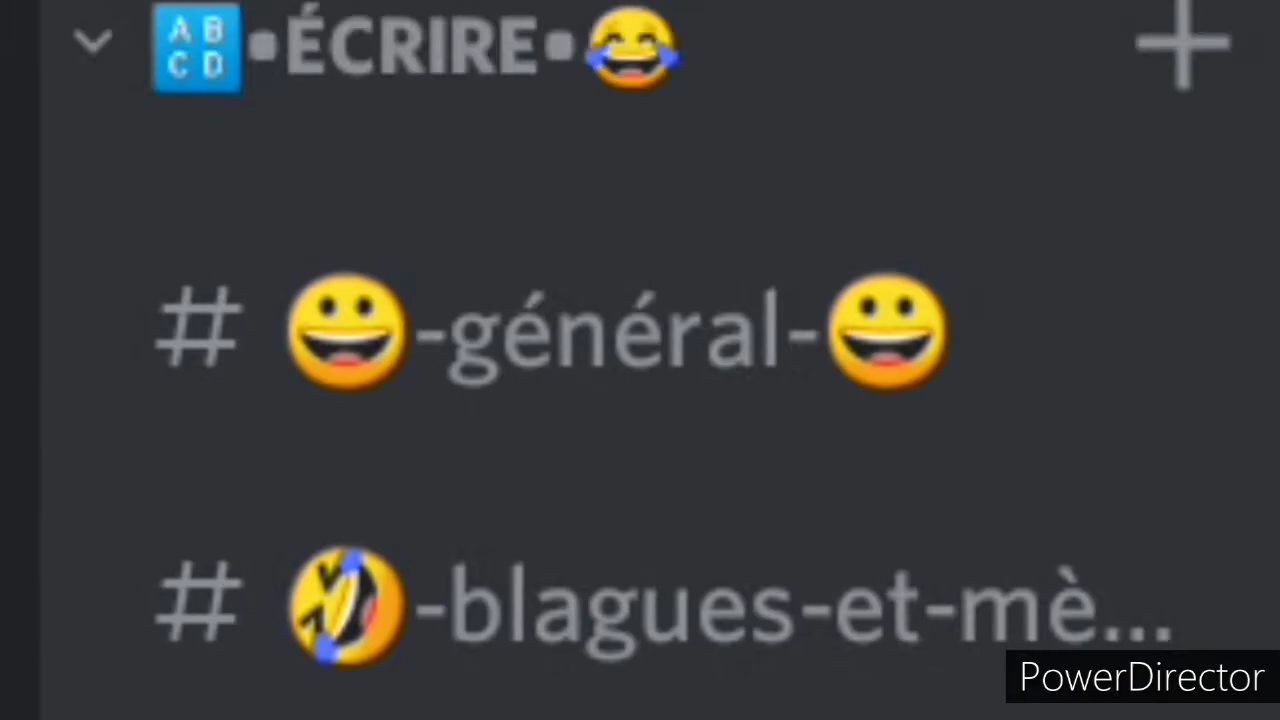 🔠•ÉCRIRE•😂
# 😀-général-😀
# 🤣-blagues-et-mè...
PowerDirector